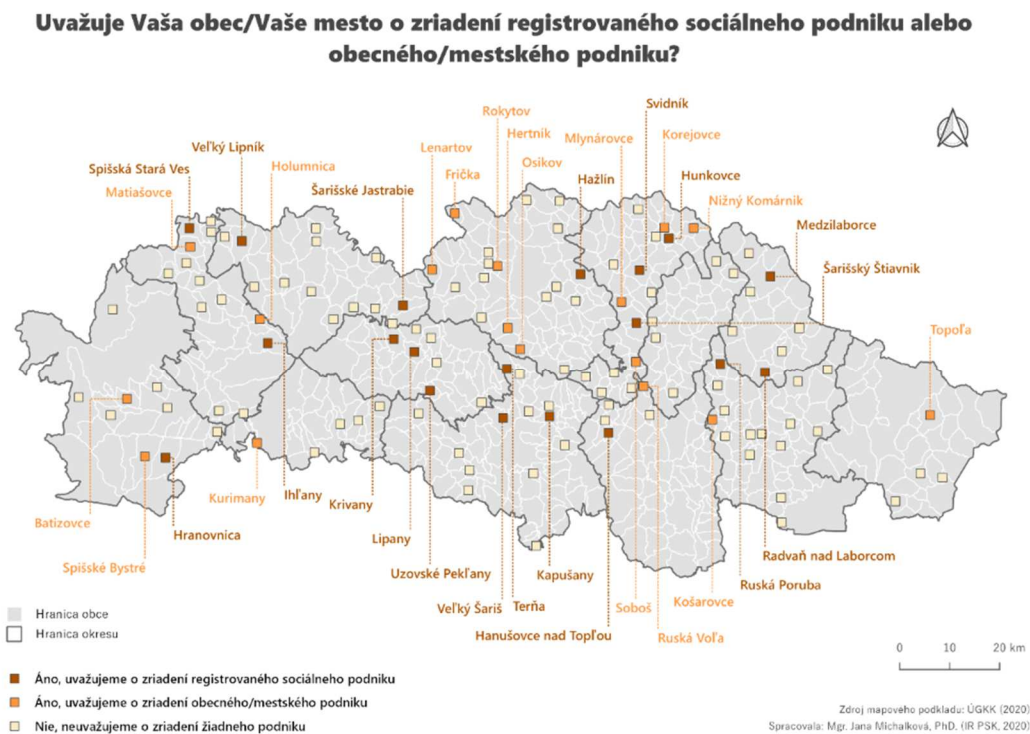 Uvažuje Vaša obec/Vaše mesto o zriadení registrovaného sociálneho podniku alebo
obecného/mestského podniku?
Svidník
Rokytov
Hertník
Mlynárovce
Korejovce
Veľký Lipník
Lenartov
Osikov
Spišská Stará Ves
Holumnica
Frička
Hažlín
Hunkovce
Matiašovce
Šarišské Jastrabie
Nižný Komárnik
Medzilaborce
Šarišský Štiavnik
Topoľa
Batizovce
Kurimany
Ihľany
Krivany
Hranovnica
Lipany
Spišské Bystré
Uzovské Pekľany
Kapušany
Radvaň nad Laborcom
Ruská Poruba
Veľký Šariš
Terňa
Soboš
Košarovce
Hanušovce nad Topľou
Ruská Voľa
Hranica obce
Hranica okresu
0 10 20 km
Áno, uvažujeme o zriadení registrovaného sociálneho podniku
Áno, uvažujeme o zriadení obecného/mestského podniku
Nie, neuvažujeme o zriadení žiadneho podniku
Zdroj mapového podkladu: ÚGKK (2020)
Spracovala: Mgr. Jana Michalková, PhD. (IR PSK, 2020)